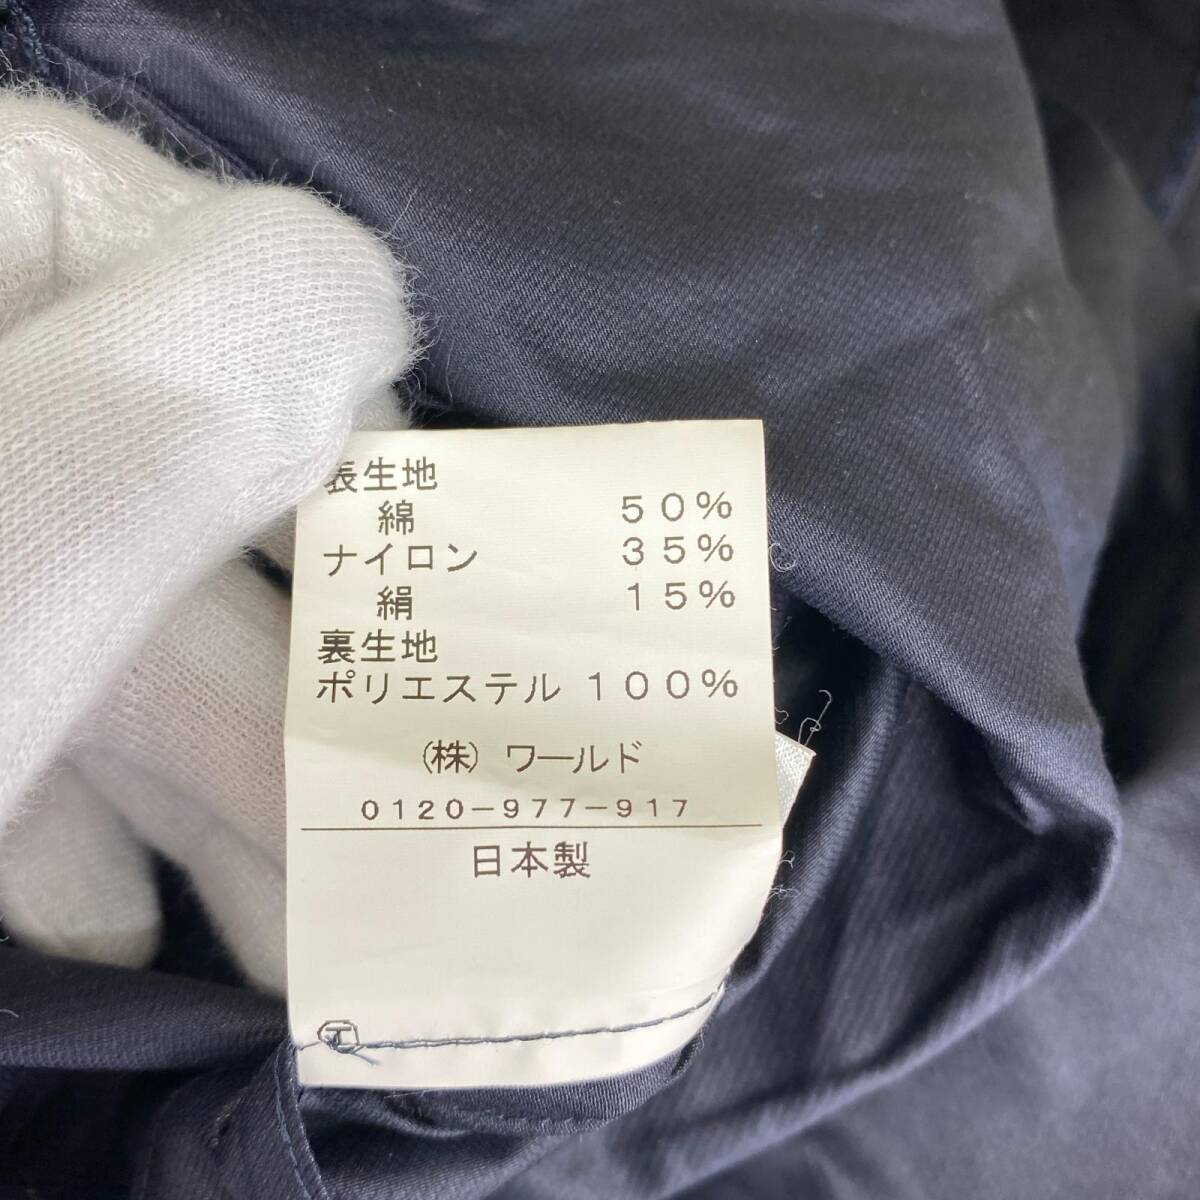 表生地
綿 50%
ナイロン 35%
絹 15%
裏生地
ポリエステル 100%
(株) ワールド
0120-977-917
日本製
エ